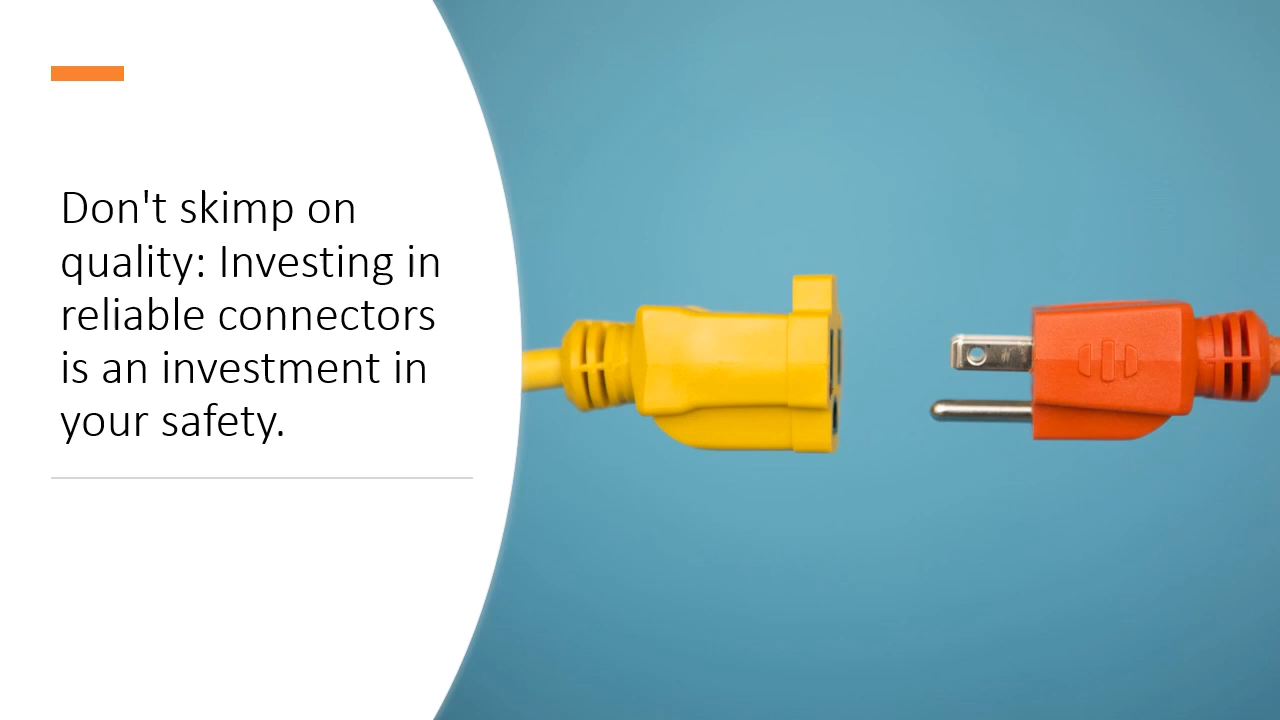 Don't skimp on
quality: Investing in
reliable connectors
is an investment in
your safety.